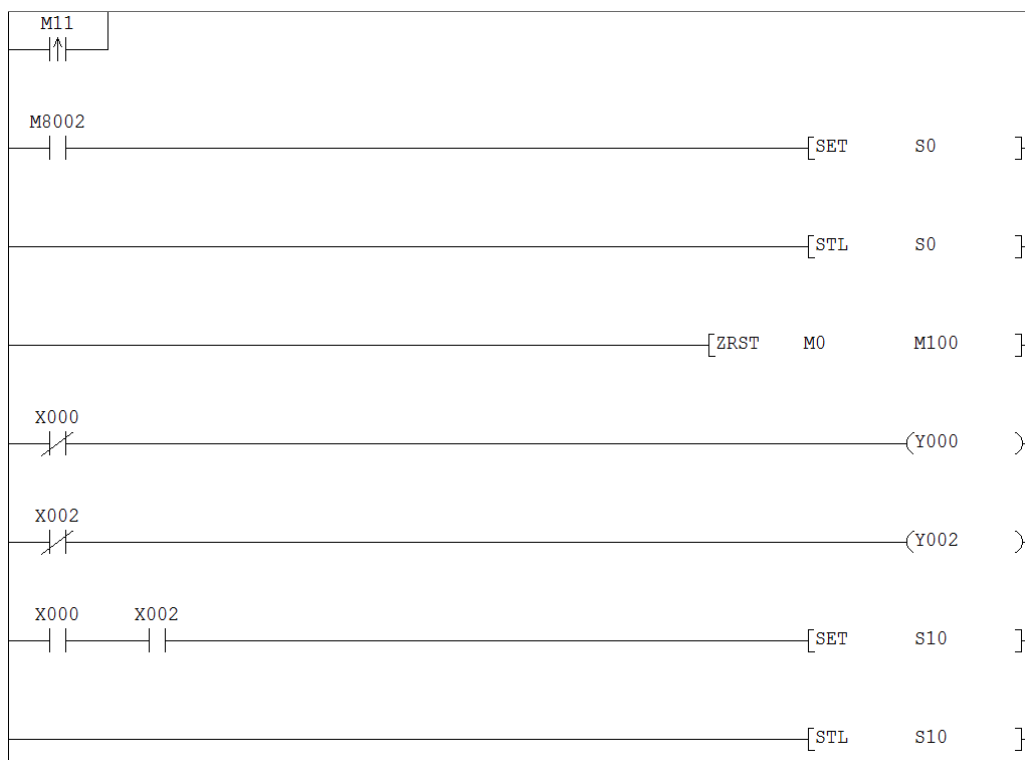 M11
M8002
[SET S0 ]
[STL S0 ]
[ZRST M0 M100 ]
X000
(Y000 )
X002
(Y002 )
X000 X002
[SET S10 ]
[STL S10 ]